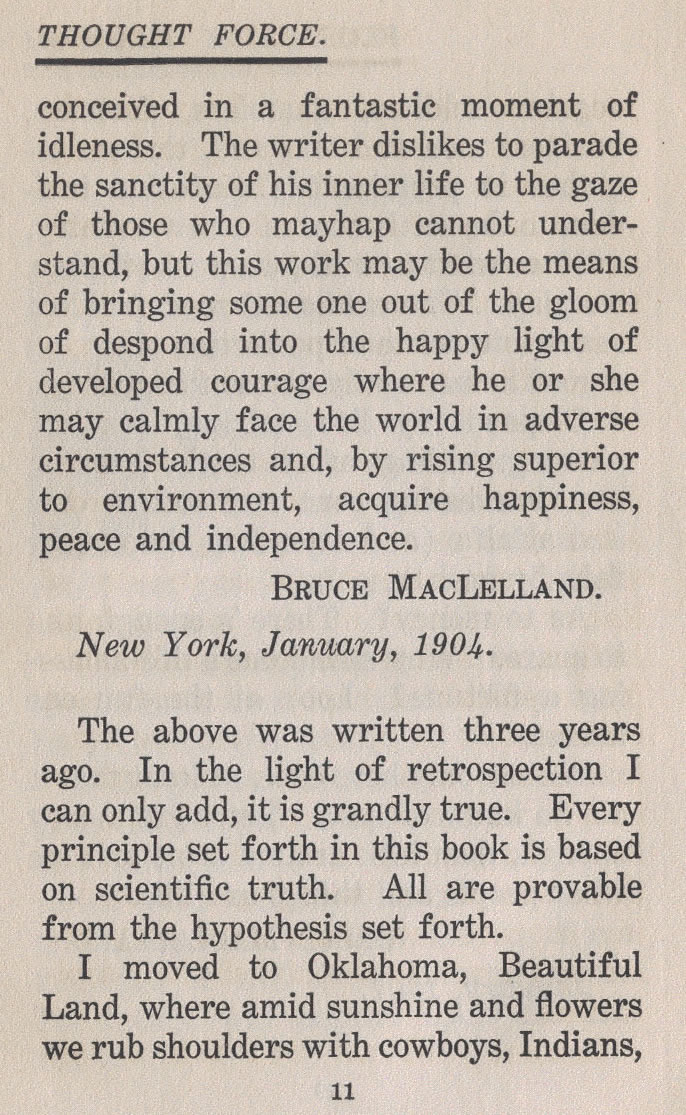 THOUGHT FORCE.
conceived in a fantastic moment of
idleness. The writer dislikes to parade
the sanctity of his inner life to the gaze
of those who mayhap cannot under-
stand, but this work may be the means
of bringing some one out of the gloom
of despond into the happy light of
developed courage where he or she
may calmly face the world in adverse
circumstances and, by rising superior
to environment, acquire happiness,
peace and independence.
BRUCE MACLELLAND.
New York, January, 1904.
The above was written three years
ago. In the light of retrospection I
can only add, it is grandly true. Every
principle set forth in this book is based
on scientific truth. All are provable
from the hypothesis set forth.
I moved to Oklahoma, Beautiful
Land, where amid sunshine and flowers
we rub shoulders with cowboys, Indians,
11